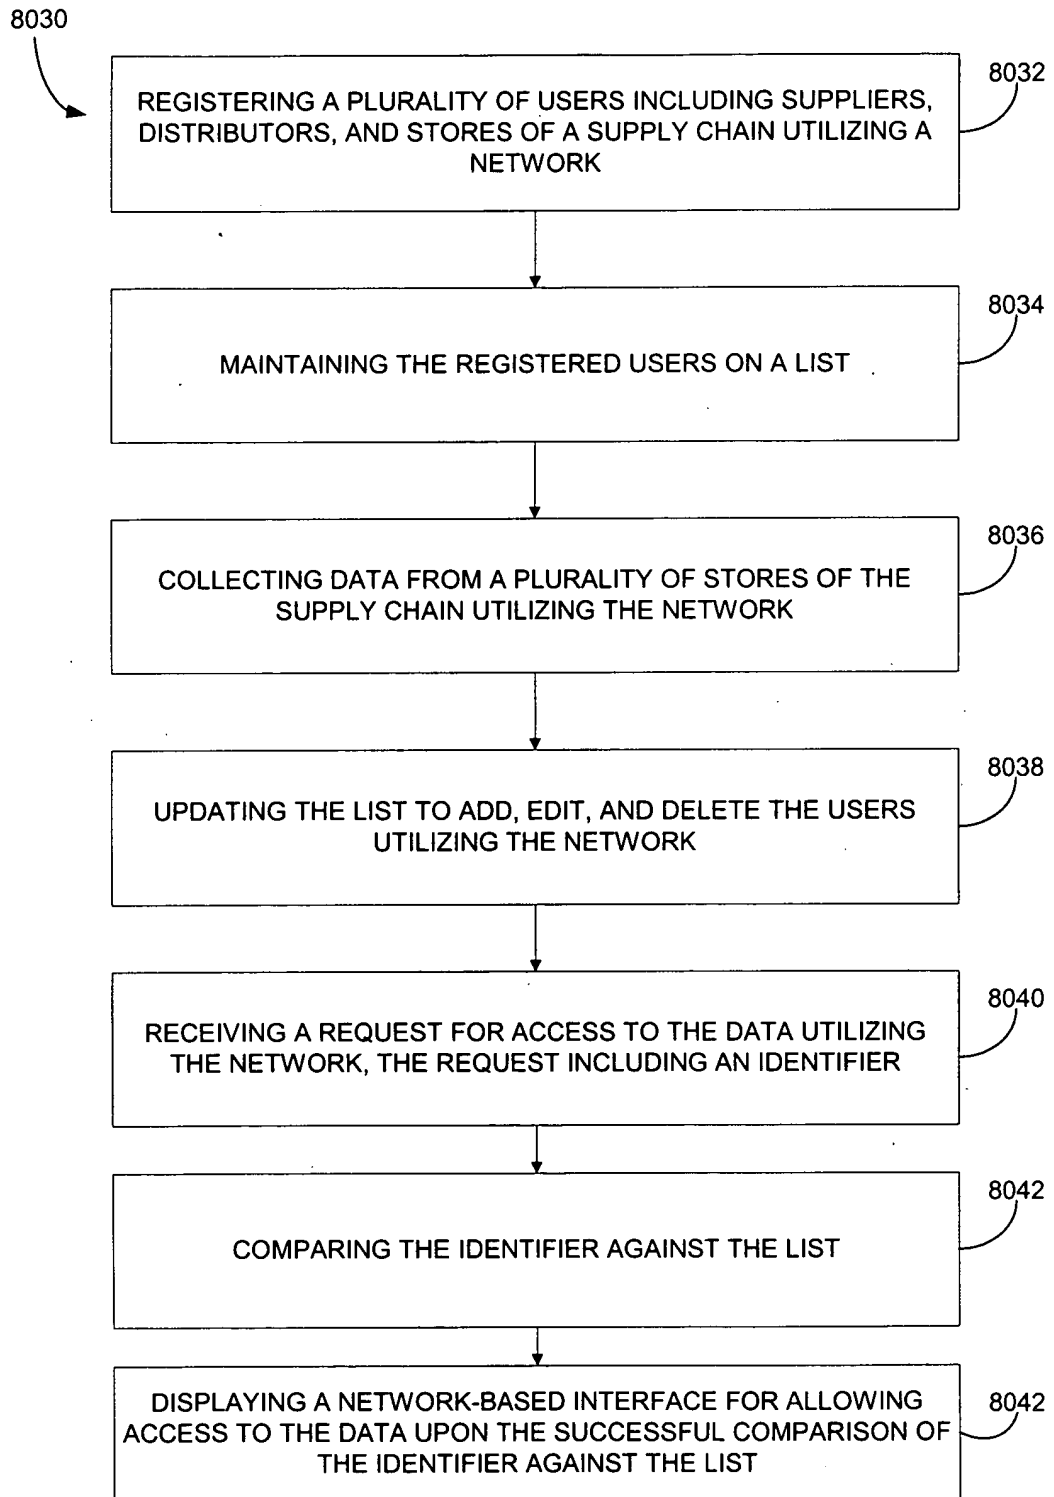 8030
8032
REGISTERING A PLURALITY OF USERS INCLUDING SUPPLIERS,
DISTRIBUTORS, AND STORES OF A SUPPLY CHAIN UTILIZING A
NETWORK
8034
MAINTAINING THE REGISTERED USERS ON A LIST
8036
COLLECTING DATA FROM A PLURALITY OF STORES OF THE
SUPPLY CHAIN UTILIZING THE NETWORK
8038
UPDATING THE LIST TO ADD, EDIT, AND DELETE THE USERS
UTILIZING THE NETWORK
8040
RECEIVING A REQUEST FOR ACCESS TO THE DATA UTILIZING
THE NETWORK, THE REQUEST INCLUDING AN IDENTIFIER
8042
COMPARING THE IDENTIFIER AGAINST THE LIST
8042
DISPLAYING A NETWORK-BASED INTERFACE FOR ALLOWING
ACCESS TO THE DATA UPON THE SUCCESSFUL COMPARISON OF
THE IDENTIFIER AGAINST THE LIST